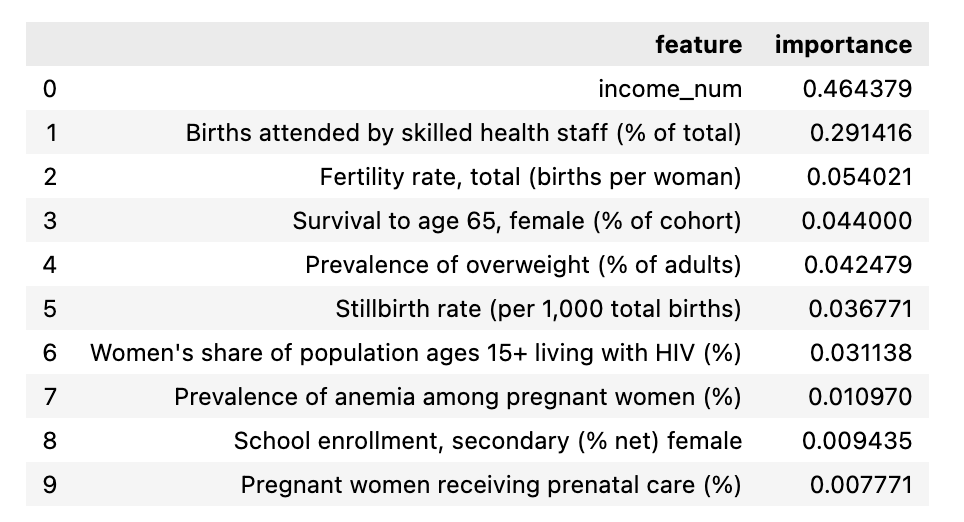 feature importance
0 income_num 0.464379
1 Births attended by skilled health staff (% of total) 0.291416
2 Fertility rate, total (births per woman) 0.054021
3 Survival to age 65, female (% of cohort) 0.044000
4 Prevalence of overweight (% of adults) 0.042479
5 Stillbirth rate (per 1,000 total births) 0.036771
6 Women's share of population ages 15+ living with HIV (%) 0.031138
7 Prevalence of anemia among pregnant women (%) 0.010970
8 School enrollment, secondary (% net) female 0.009435
9 Pregnant women receiving prenatal care (%) 0.007771